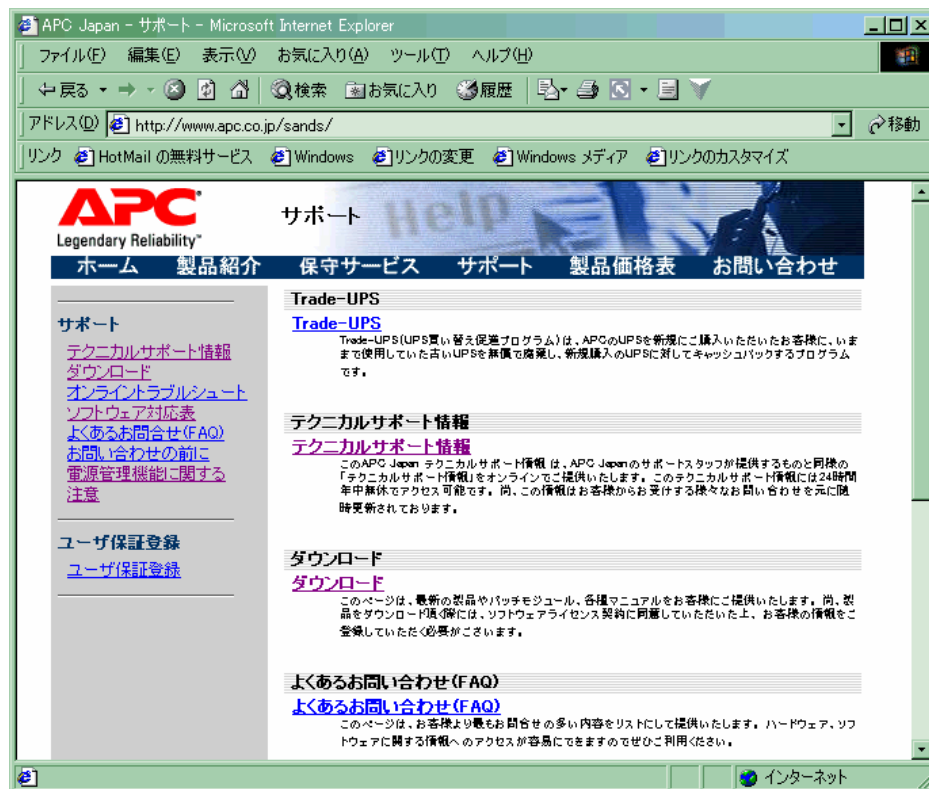 APC Japan - サポート - Microsoft Internet Explorer
ファイル(F) 編集(E) 表示(V) お気に入り(A) ツール(T) ヘルプ(H)
戻る 検索 お気に入り 履歴
アドレス(D) http://www.apc.co.jp/sands/ 移動
リンク HotMail の無料サービス Windows リンクの変更 Windows メディア リンクのカスタマイズ
APC
Legendary Reliability™
サポート Help
ホーム 製品紹介 保守サービス サポート 製品価格表 お問い合わせ
サポート
テクニカルサポート情報
ダウンロード
オンライントラブルシュート
ソフトウェア対応表
よくあるお問合せ(FAQ)
お問い合わせの前に
電源管理機能に関する
注意
ユーザ保証登録
ユーザ保証登録
Trade-UPS
Trade-UPS
Trade-UPS(UPS買い替え促進プログラム)は、APCのUPSを新規にご購入いただいたお客様に、いま
まで使用していた古いUPSを無償で廃棄し、新規購入のUPSに対してキャッシュバックするプログラム
です。
テクニカルサポート情報
テクニカルサポート情報
このAPC Japan テクニカルサポート情報 は、APC Japanのサポートスタッフが提供するものと同様の
「テクニカルサポート情報」をオンラインでご提供いたします。このテクニカルサポート情報には24時間
年中無休でアクセス可能です。尚、この情報はお客様からお受けする様々なお問い合わせを元に随
時更新されております。
ダウンロード
ダウンロード
このページは、最新の製品やパッチモジュール、各種マニュアルをお客様にご提供いたします。尚、製
品をダウンロード頂く際には、ソフトウェアライセンス契約に同意していただいた上、お客様の情報をご
登録していただく必要がございます。
よくあるお問い合わせ(FAQ)
よくあるお問い合わせ(FAQ)
このページは、お客様より最もお問合せの多い内容をリストにして提供いたします。ハードウェア、ソフ
トウェアに関する情報へのアクセスが容易にできますのでぜひご利用ください。
インターネット